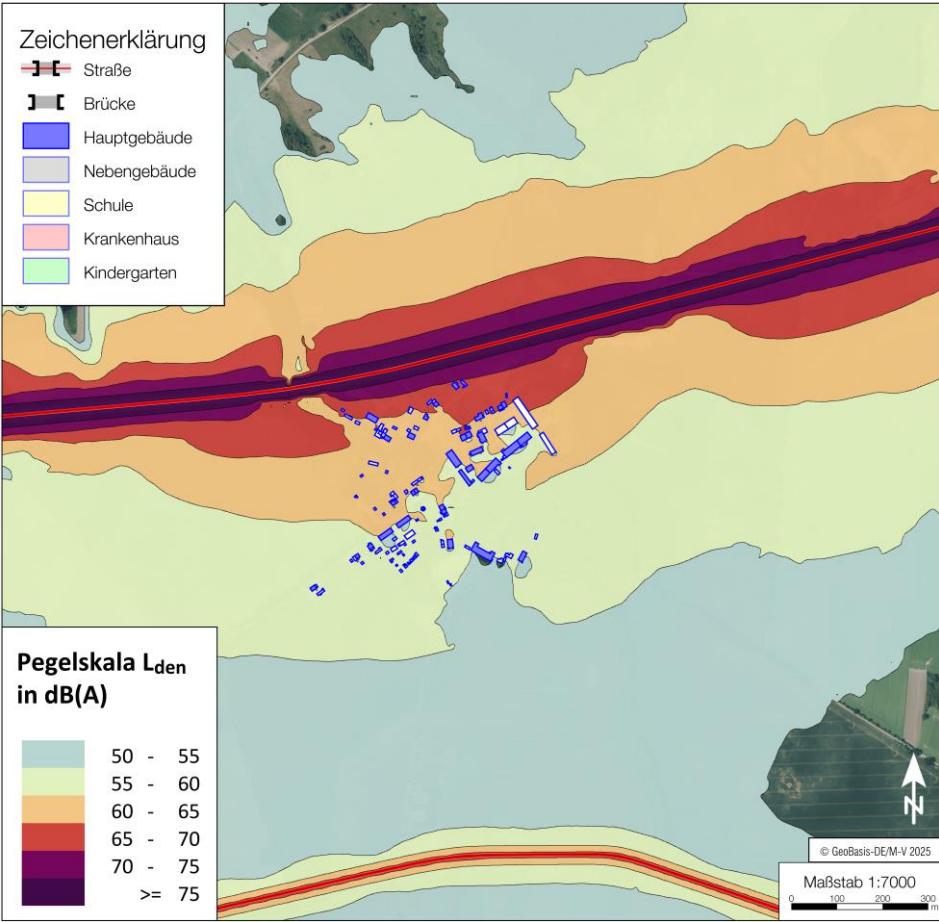 Zeichenerklärung
Straße
Brücke
Hauptgebäude
Nebengebäude
Schule
Krankenhaus
Kindergarten
Pegelskala Lden
in dB(A)
50 - 55
55 - 60
60 - 65
65 - 70
70 - 75
>= 75
N
© GeoBasis-DE/M-V 2025
Maßstab 1:7000
0 100 200 300
m